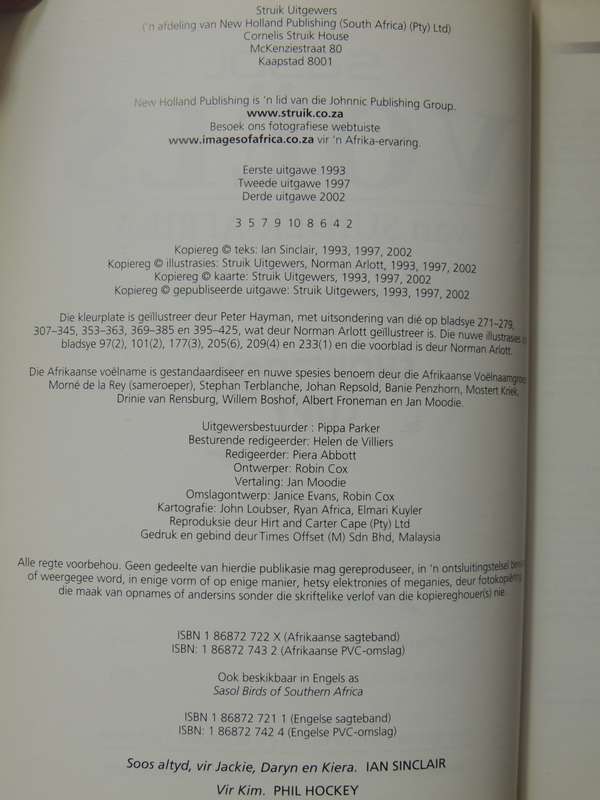 Struik Uitgewers
('n afdeling van New Holland Publishing (South Africa) (Pty) Ltd)
Cornelis Struik House
McKenziestraat 80
Kaapstad 8001
New Holland Publishing is 'n lid van die Johnnic Publishing Group.
www.struik.co.za
Besoek ons fotografiese webtuiste
www.imagesofafrica.co.za vir 'n Afrika-ervaring.
Eerste uitgawe 1993
Tweede uitgawe 1997
Derde uitgawe 2002
3 5 7 9 10 8 6 4 2
Kopiereg © teks: Ian Sinclair, 1993, 1997, 2002
Kopiereg © illustrasies: Struik Uitgewers, Norman Arlott, 1993, 1997, 2002
Kopiereg © kaarte: Struik Uitgewers, 1993, 1997, 2002
Kopiereg © gepubliseerde uitgawe: Struik Uitgewers, 1993, 1997, 2002
Die kleurplate is geïllustreer deur Peter Hayman, met uitsondering van dié op bladsye 271–279,
307–345, 353–363, 369–385 en 395–425, wat deur Norman Arlott geïllustreer is. Die nuwe illustrasies
bladsye 97(2), 101(2), 177(3), 205(6), 209(4) en 233(1) en die voorblad is deur Norman Arlott.
Die Afrikaanse voëlname is gestandaardiseer en nuwe spesies benoem deur die Afrikaanse Voëlnaamgroep
Morné de la Rey (sameroeper), Stephan Terblanche, Johan Repsold, Banie Penzhorn, Mostert Kriek,
Drinie van Rensburg, Willem Boshof, Albert Froneman en Jan Moodie.
Uitgewersbestuurder : Pippa Parker
Besturende redigeerder: Helen de Villiers
Redigeerder: Piera Abbott
Ontwerper: Robin Cox
Vertaling: Jan Moodie
Omslagontwerp: Janice Evans, Robin Cox
Kartografie: John Loubser, Ryan Africa, Elmari Kuyler
Reproduksie deur Hirt and Carter Cape (Pty) Ltd
Gedruk en gebind deur Times Offset (M) Sdn Bhd, Malaysia
Alle regte voorbehou. Geen gedeelte van hierdie publikasie mag gereproduseer, in 'n ontsluitingstelsel
of weergegee word, in enige vorm of op enige manier, hetsy elektronies of meganies, deur fotokopiëring
die maak van opnames of andersins sonder die skriftelike verlof van die kopiereghouer(s) nie.
ISBN 1 86872 722 X (Afrikaanse sagteband)
ISBN: 1 86872 743 2 (Afrikaanse PVC-omslag)
Ook beskikbaar in Engels as
Sasol Birds of Southern Africa
ISBN 1 86872 721 1 (Engelse sagteband)
ISBN: 1 86872 742 4 (Engelse PVC-omslag)
Soos altyd, vir Jackie, Daryn en Kiera. IAN SINCLAIR
Vir Kim. PHIL HOCKEY